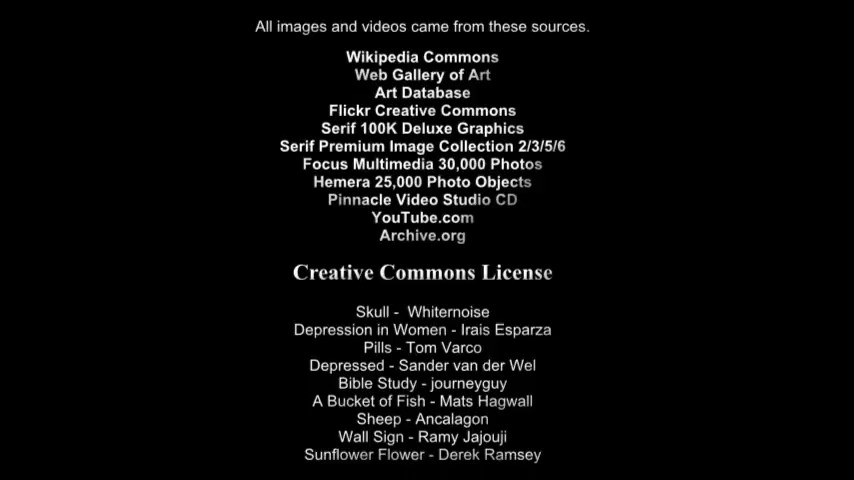 All images and videos came from these sources.
Wikipedia Commons
Web Gallery of Art
Art Database
Flickr Creative Commons
Serif 100K Deluxe Graphics
Serif Premium Image Collection 2/3/5/6
Focus Multimedia 30,000 Photos
Hemera 25,000 Photo Objects
Pinnacle Video Studio CD
YouTube.com
Archive.org
Creative Commons License
Skull - Whiternoise
Depression in Women - Irais Esparza
Pills - Tom Varco
Depressed - Sander van der Wel
Bible Study - journeyguy
A Bucket of Fish - Mats Hagwall
Sheep - Ancalagon
Wall Sign - Ramy Jajouji
Sunflower Flower - Derek Ramsey